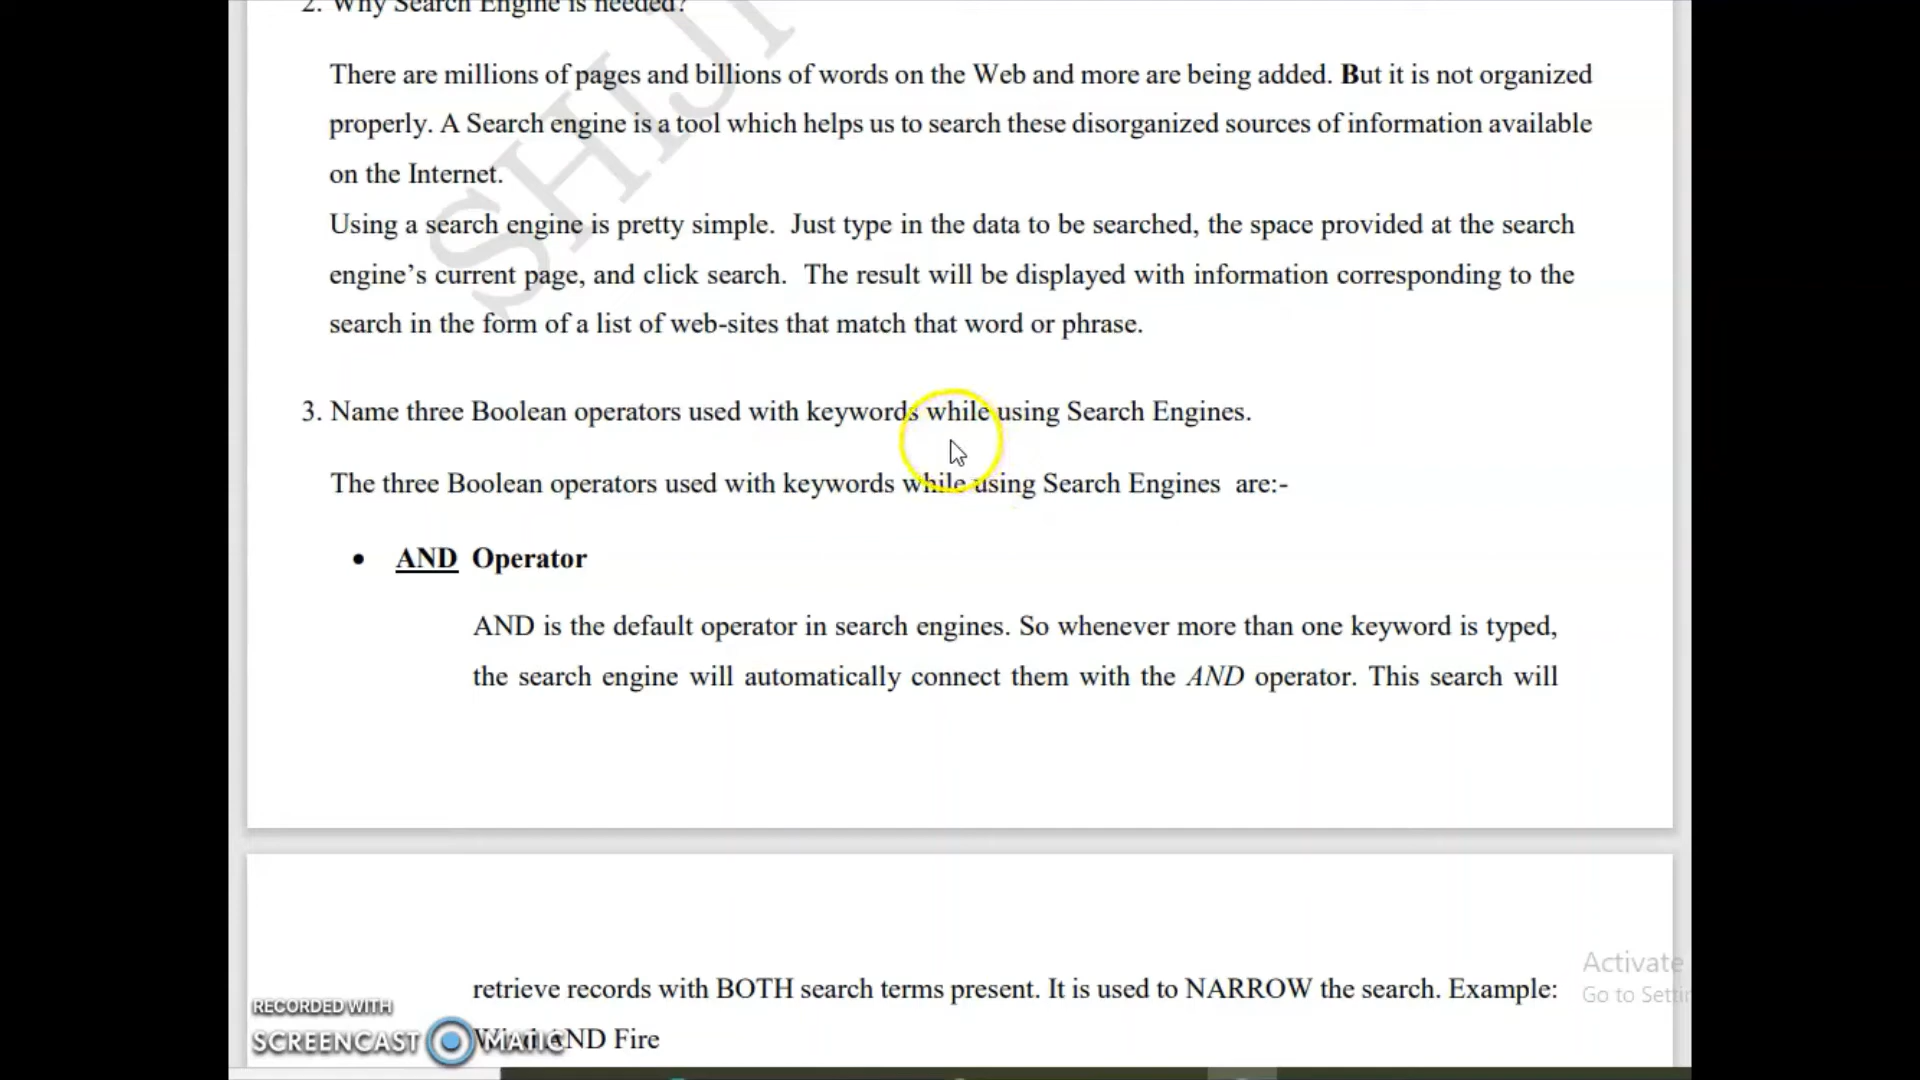 2. Why Search Engine is needed?
There are millions of pages and billions of words on the Web and more are being added. But it is not organized
properly. A Search engine is a tool which helps us to search these disorganized sources of information available
on the Internet.
Using a search engine is pretty simple. Just type in the data to be searched, the space provided at the search
engine’s current page, and click search. The result will be displayed with information corresponding to the
search in the form of a list of web-sites that match that word or phrase.
3. Name three Boolean operators used with keywords while using Search Engines.
The three Boolean operators used with keywords while using Search Engines are:-
• AND Operator
AND is the default operator in search engines. So whenever more than one keyword is typed,
the search engine will automatically connect them with the AND operator. This search will
retrieve records with BOTH search terms present. It is used to NARROW the search. Example:
AND Fire
SHIJI
Activate
Go to
RECORDED WITH
SCREENCAST MATIC